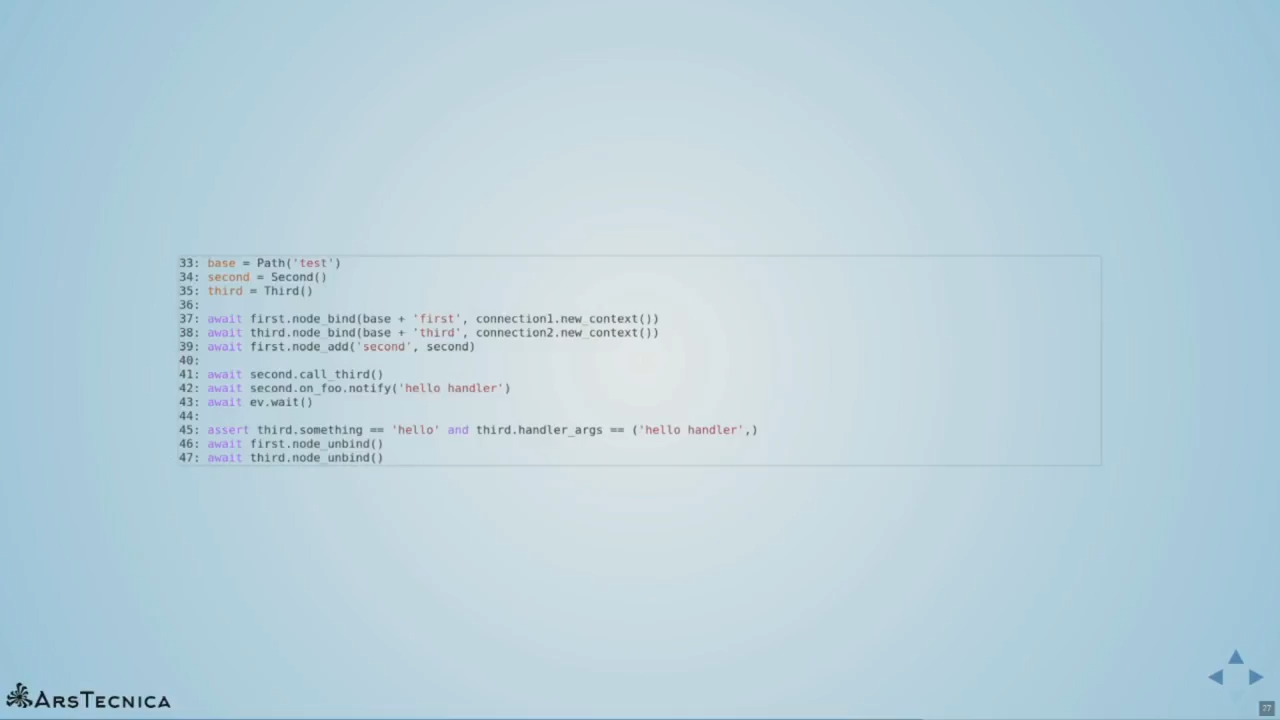 33: base = Path('test')
34: second = Second()
35: third = Third()
36:
37: await first.node_bind(base + 'first', connection1.new_context())
38: await third.node_bind(base + 'third', connection2.new_context())
39: await first.node_add('second', second)
40:
41: await second.call_third()
42: await second.on_foo.notify('hello handler')
43: await ev.wait()
44:
45: assert third.something == 'hello' and third.handler_args == ('hello handler',)
46: await first.node_unbind()
47: await third.node_unbind()
ARSTECNICA
27